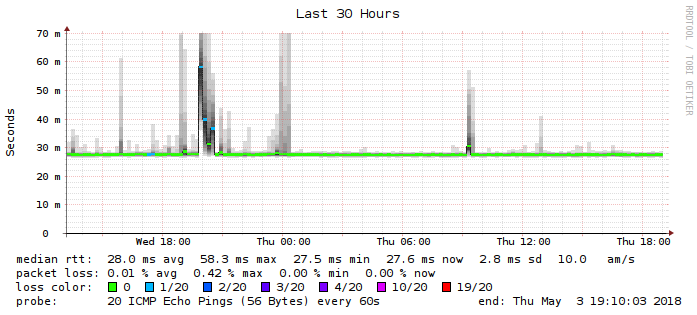 Last 30 Hours
RRDTOOL / TOBI OETIKER
Seconds
70 m
60 m
50 m
40 m
30 m
20 m
10 m
0
Wed 18:00 Thu 00:00 Thu 06:00 Thu 12:00 Thu 18:00
median rtt: 28.0 ms avg 58.3 ms max 27.5 ms min 27.6 ms now 2.8 ms sd 10.0 am/s
packet loss: 0.01 % avg 0.42 % max 0.00 % min 0.00 % now
loss color: 0 1/20 2/20 3/20 4/20 10/20 19/20
probe: 20 ICMP Echo Pings (56 Bytes) every 60s end: Thu May 3 19:10:03 2018